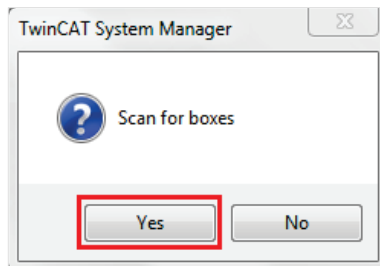 TwinCAT System Manager
Scan for boxes
Yes
No